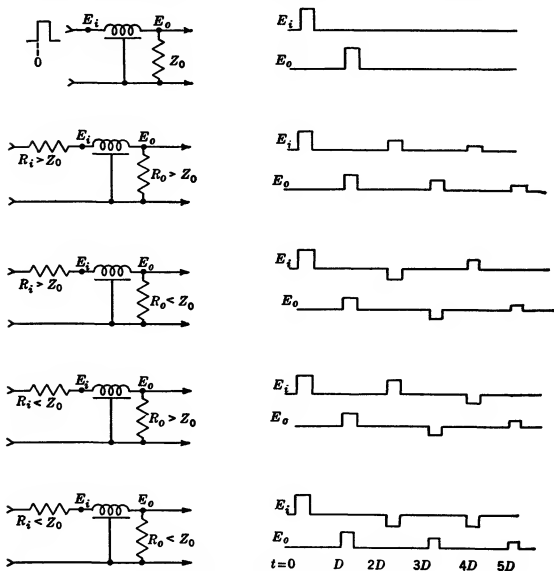 E_i E_o E_i
0 Z_0 E_o
E_i E_o E_i
R_i > Z_0 R_o > Z_0 E_o
E_i E_o E_i
R_i > Z_0 R_o < Z_0 E_o
E_i E_o E_i
R_i < Z_0 R_o > Z_0 E_o
E_i E_o E_i
R_i < Z_0 R_o < Z_0 E_o
t=0 D 2D 3D 4D 5D